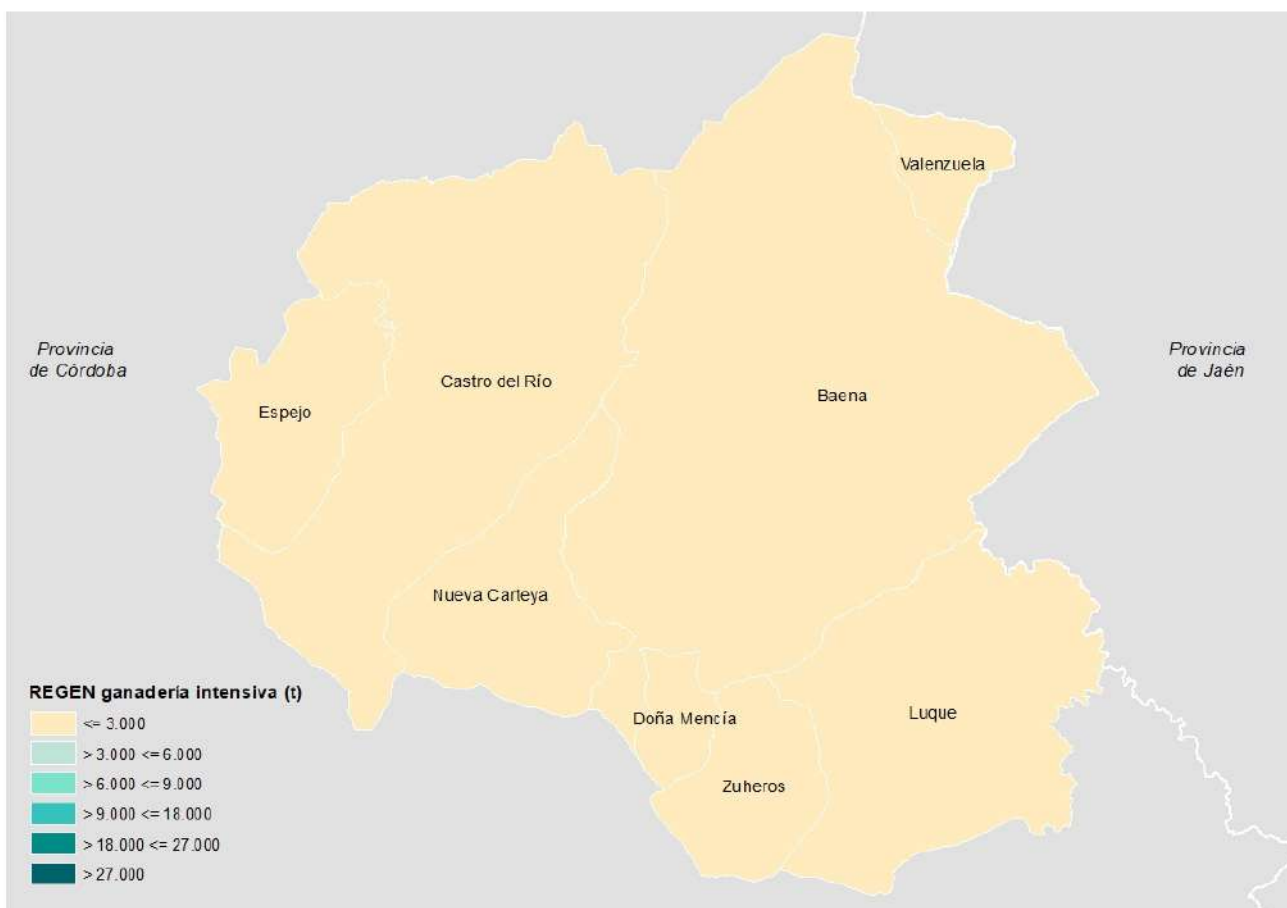 Valenzuela
Provincia
de Córdoba
Provincia
de Jaén
Castro del Río
Baena
Espejo
Nueva Carteya
Doña Mencía
Luque
Zuheros
REGEN ganadería intensiva (t)
<= 3.000
> 3.000 <= 6.000
> 6.000 <= 9.000
> 9.000 <= 18.000
> 18.000 <= 27.000
> 27.000